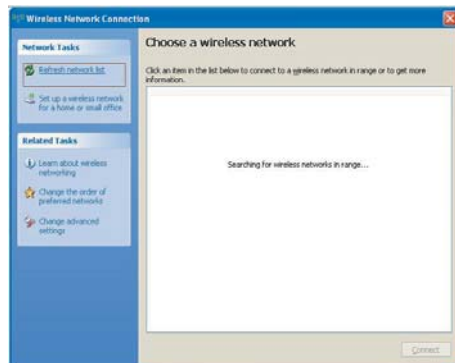 Wireless Network Connection
Network Tasks
Refresh network list
Set up a wireless network
for a home or small office
Related Tasks
Learn about wireless
networking
Change the order of
preferred networks
Change advanced
settings
Choose a wireless network
Click an item in the list below to connect to a wireless network in range or to get more
information.
Searching for wireless networks in range...
Connect